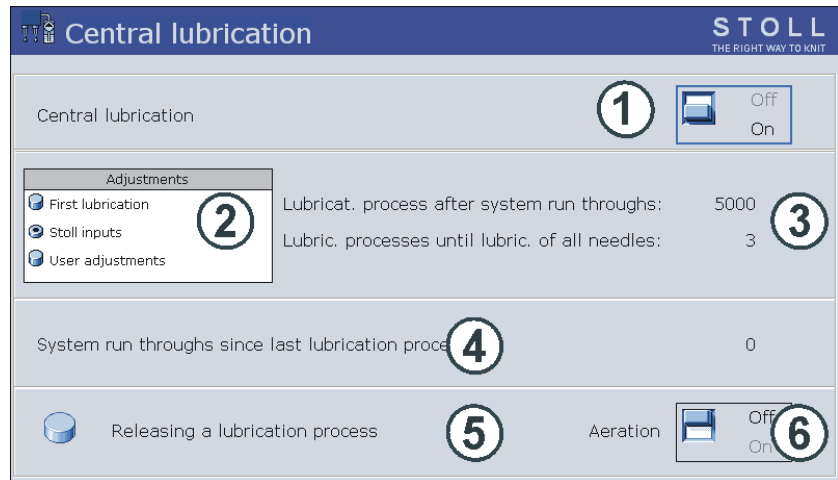 Central lubrication
STOLL
THE RIGHT WAY TO KNIT
Central lubrication
1
Off
On
Adjustments
First lubrication
Stoll inputs
User adjustments
2
Lubricat. process after system run throughs: 5000
Lubric. processes until lubric. of all needles: 3
3
System run throughs since last lubrication proce
4
0
Releasing a lubrication process
5
Aeration
Off
On
6